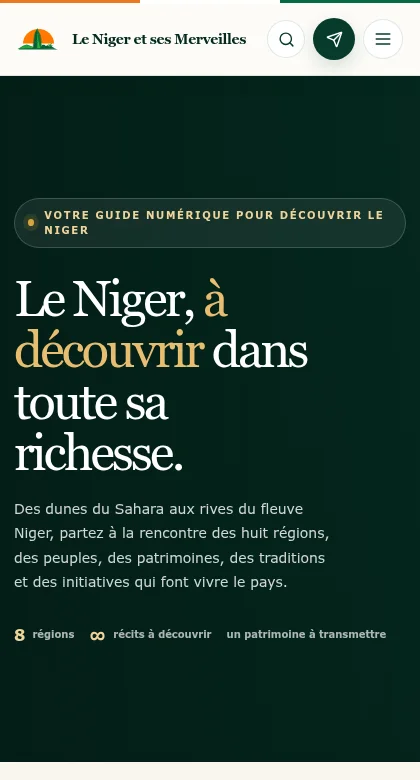 Le Niger et ses Merveilles
VOTRE GUIDE NUMÉRIQUE POUR DÉCOUVRIR LE
NIGER
Le Niger, à
découvrir dans
toute sa
richesse.
Des dunes du Sahara aux rives du fleuve
Niger, partez à la rencontre des huit régions,
des peuples, des patrimoines, des traditions
et des initiatives qui font vivre le pays.
8 régions ∞ récits à découvrir un patrimoine à transmettre